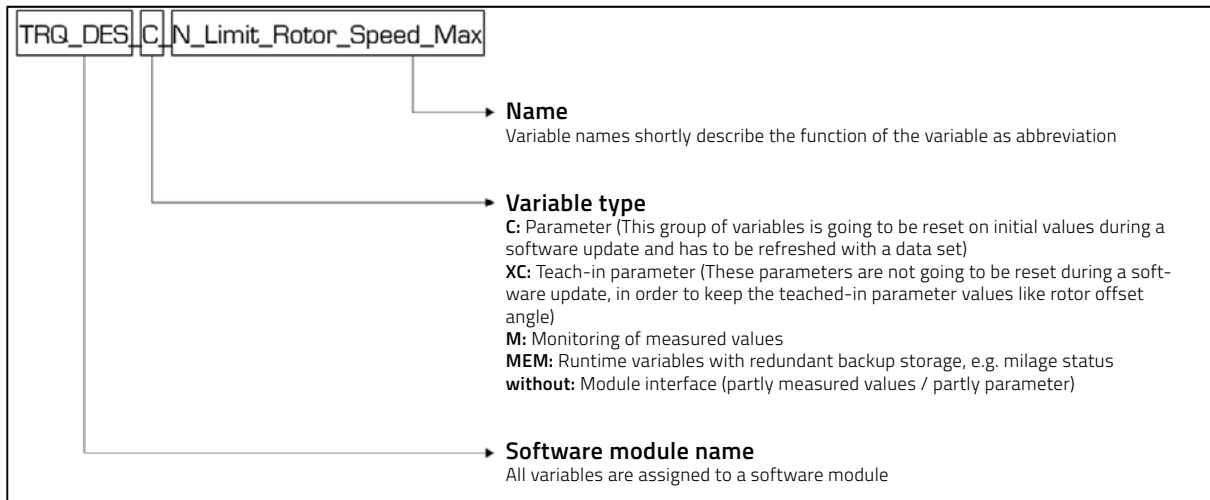 TRQ_DES_C_N_Limit_Rotor_Speed_Max
Name
Variable names shortly describe the function of the variable as abbreviation
Variable type
C: Parameter (This group of variables is going to be reset on initial values during a
software update and has to be refreshed with a data set)
XC: Teach-in parameter (These parameters are not going to be reset during a soft-
ware update, in order to keep the teached-in parameter values like rotor offset
angle)
M: Monitoring of measured values
MEM: Runtime variables with redundant backup storage, e.g. milage status
without: Module interface (partly measured values / partly parameter)
Software module name
All variables are assigned to a software module